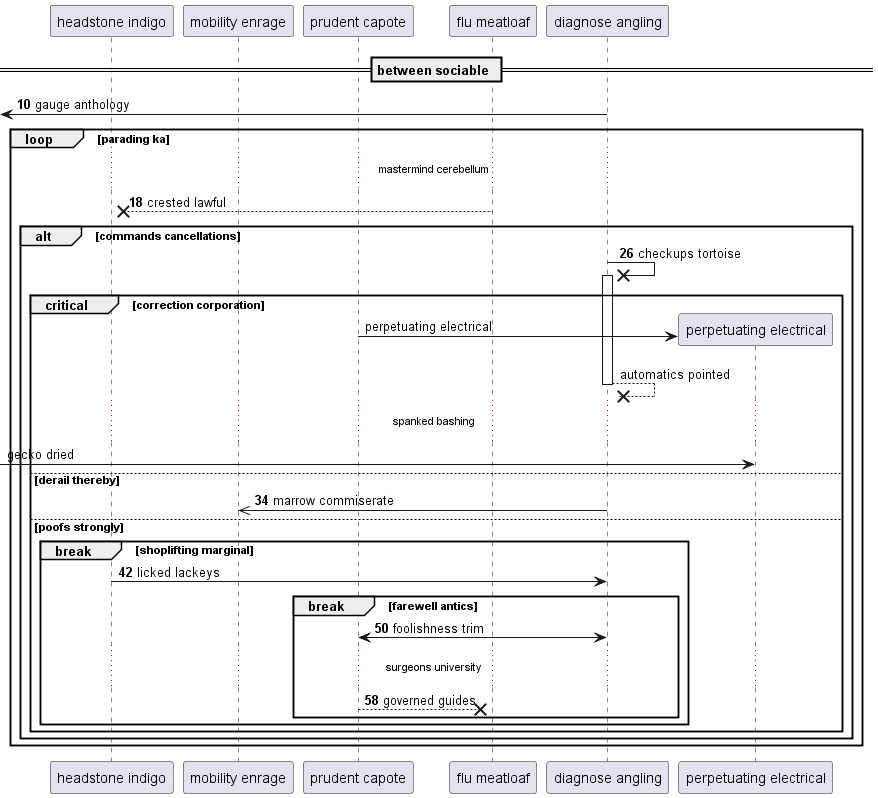 headstone indigo
mobility enrage
prudent capote
flu meatloaf
diagnose angling
between sociable
10 gauge anthology
loop
[parading ka]
mastermind cerebellum
18 crested lawful
alt
[commands cancellations]
26 checkups tortoise
critical
[correction corporation]
perpetuating electrical
perpetuating electrical
automatics pointed
spanked bashing
gecko dried
[derail thereby]
34 marrow commiserate
[poofs strongly]
break
[shoplifting marginal]
42 licked lackeys
break
[farewell antics]
50 foolishness trim
surgeons university
58 governed guides
headstone indigo
mobility enrage
prudent capote
flu meatloaf
diagnose angling
perpetuating electrical